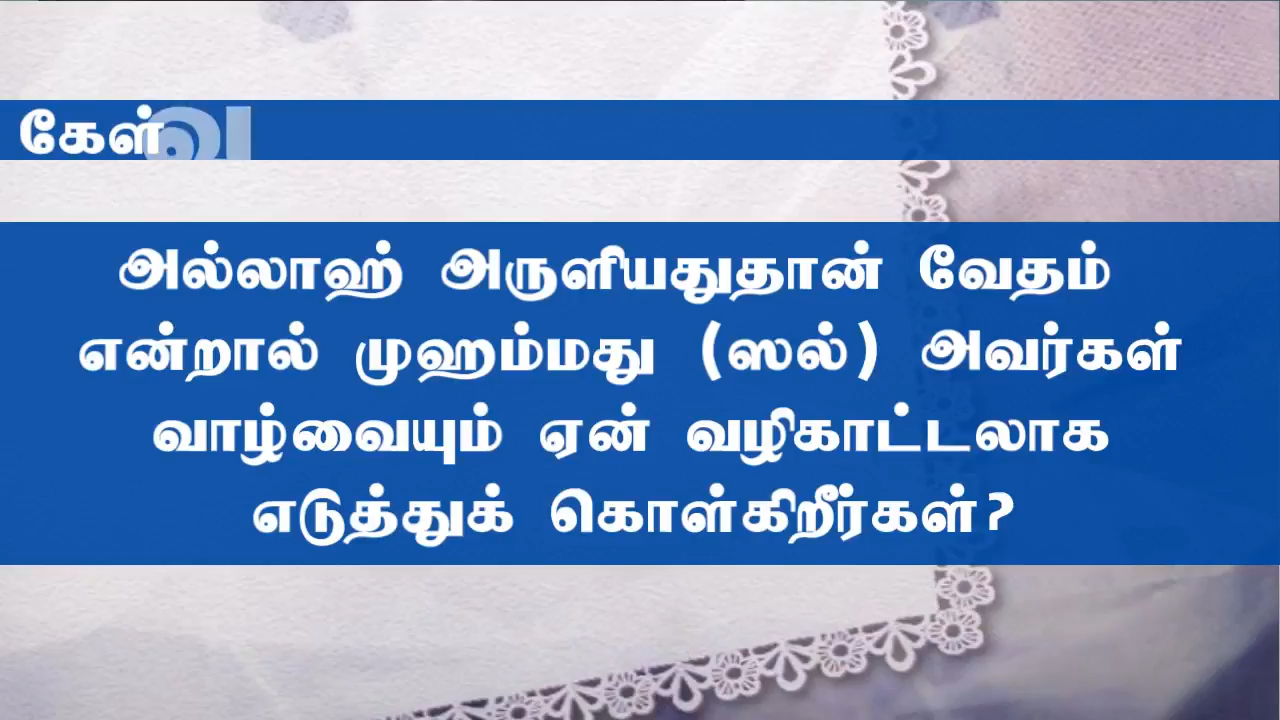 கேள்வி
அல்லாஹ் அருளியதுதான் வேதம்
என்றால் முஹம்மது (ஸல்) அவர்கள்
வாழ்வையும் ஏன் வழிகாட்டலாக
எடுத்துக் கொள்கிறீர்கள்?